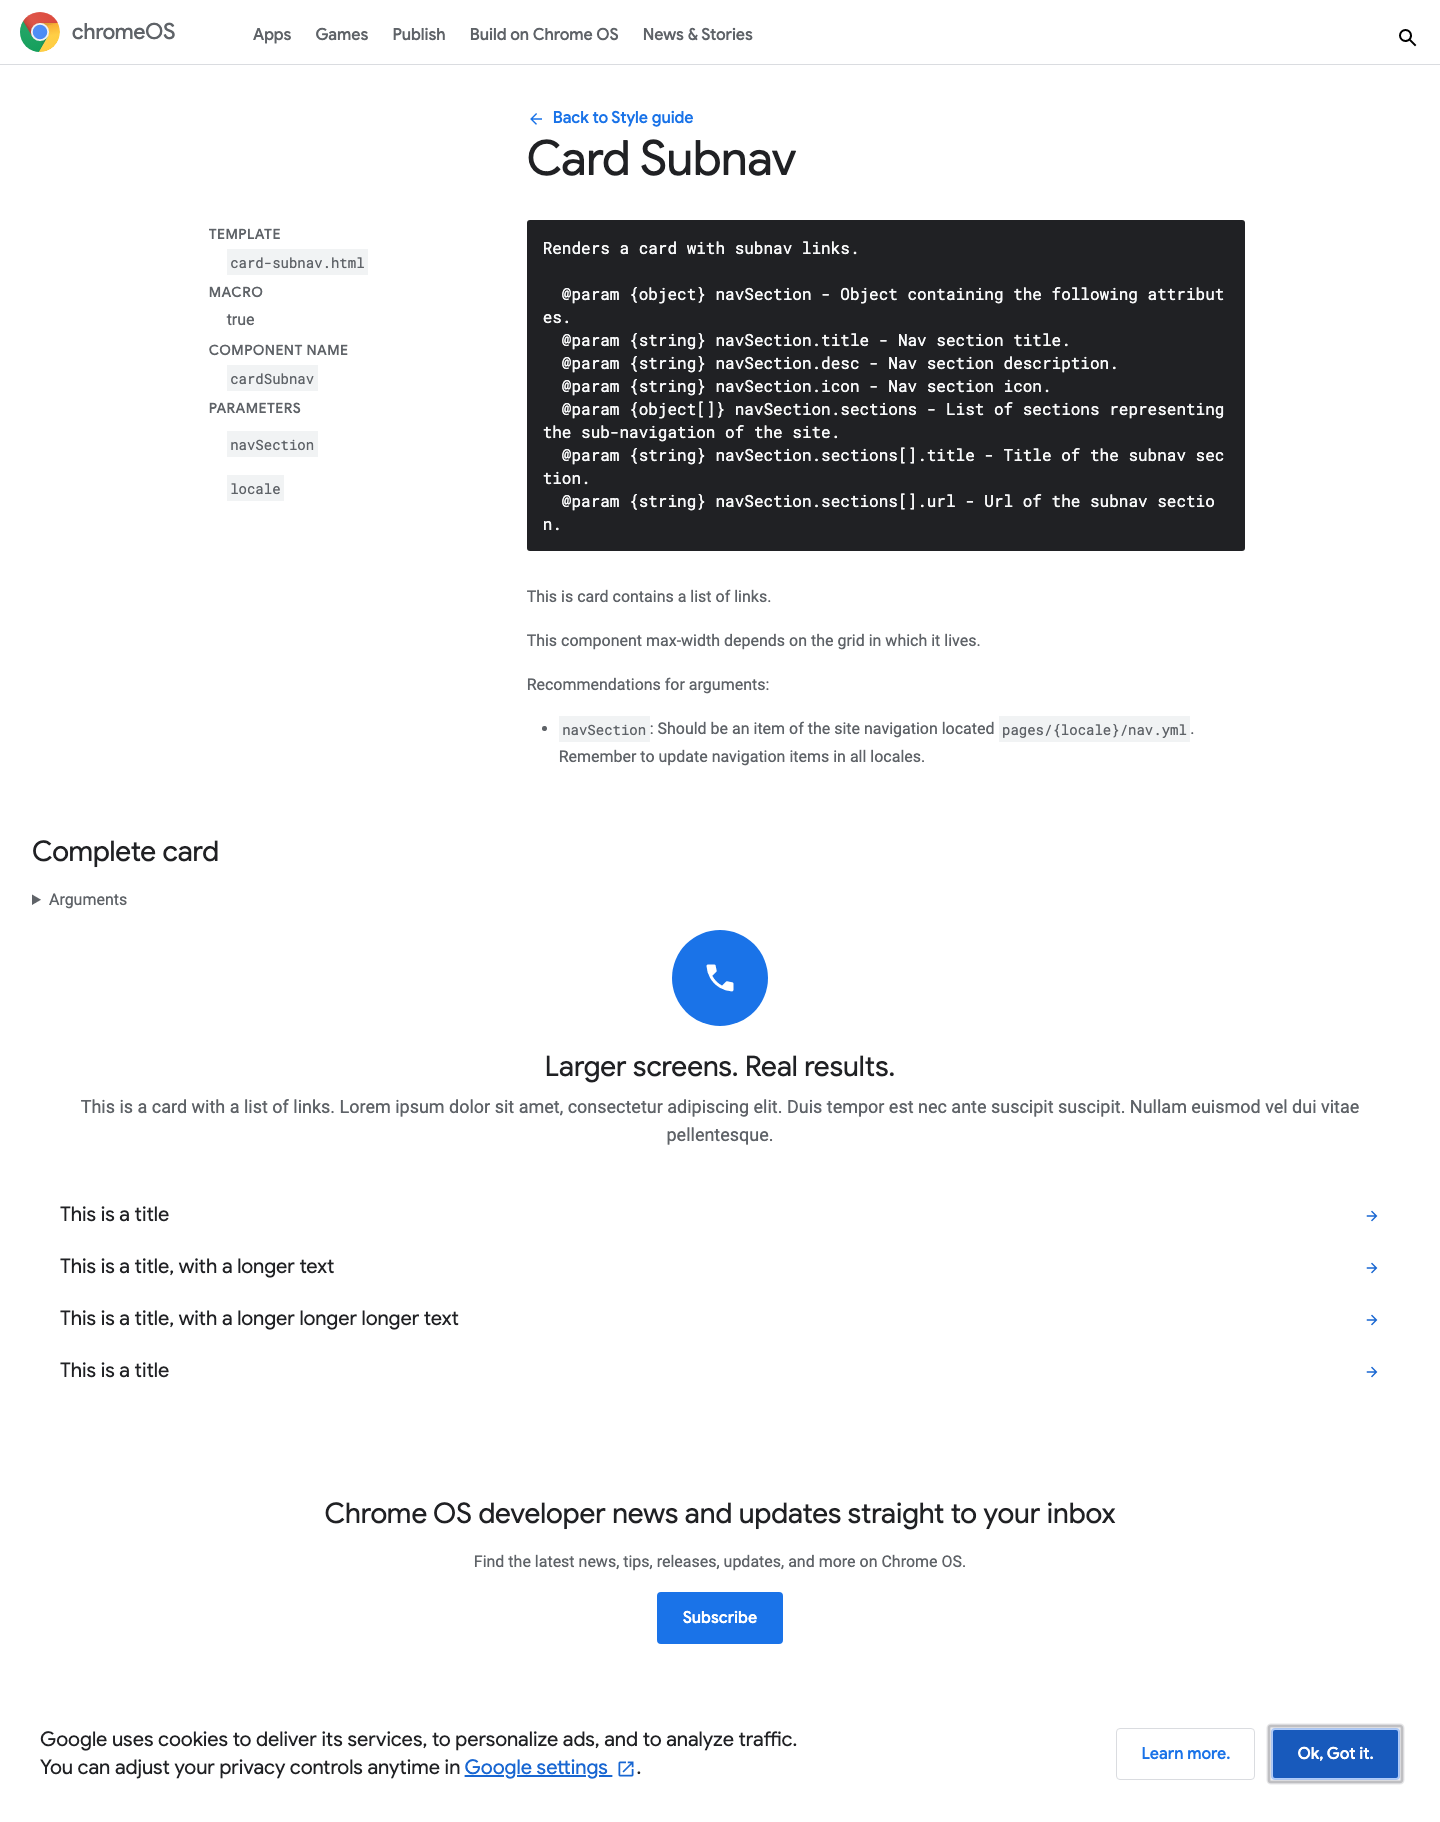 chromeOS
Apps Games Publish Build on Chrome OS News & Stories
Back to Style guide
Card Subnav
TEMPLATE
card-subnav.html
MACRO
true
COMPONENT NAME
cardSubnav
PARAMETERS
navSection
locale
Renders a card with subnav links.
@param {object} navSection - Object containing the following attribut
es.
@param {string} navSection.title - Nav section title.
@param {string} navSection.desc - Nav section description.
@param {string} navSection.icon - Nav section icon.
@param {object[]} navSection.sections - List of sections representing
the sub-navigation of the site.
@param {string} navSection.sections[].title - Title of the subnav sec
tion.
@param {string} navSection.sections[].url - Url of the subnav sectio
n.
This is card contains a list of links.
This component max-width depends on the grid in which it lives.
Recommendations for arguments:
• navSection: Should be an item of the site navigation located pages/{locale}/nav.yml.
Remember to update navigation items in all locales.
Complete card
Arguments
Larger screens. Real results.
This is a card with a list of links. Lorem ipsum dolor sit amet, consectetur adipiscing elit. Duis tempor est nec ante suscipit suscipit. Nullam euismod vel dui vitae
pellentesque.
This is a title
This is a title, with a longer text
This is a title, with a longer longer longer text
This is a title
Chrome OS developer news and updates straight to your inbox
Find the latest news, tips, releases, updates, and more on Chrome OS.
Subscribe
Google uses cookies to deliver its services, to personalize ads, and to analyze traffic.
You can adjust your privacy controls anytime in Google settings.
Learn more.
Ok, Got it.